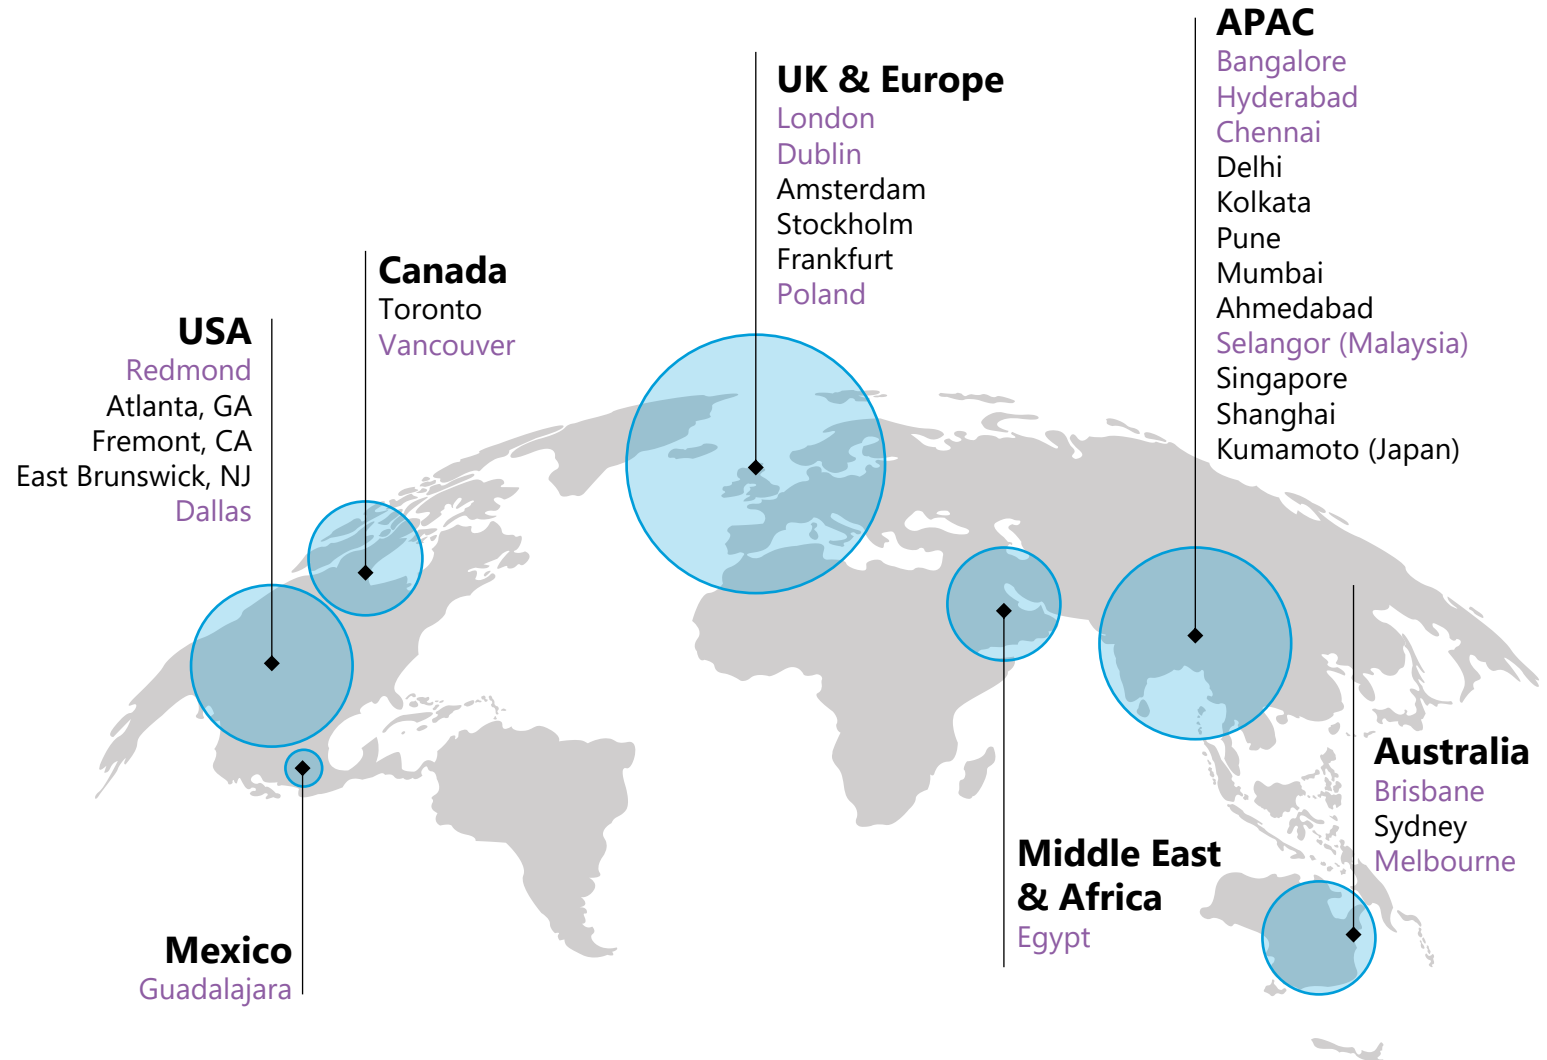 USA
Redmond
Atlanta, GA
Fremont, CA
East Brunswick, NJ
Dallas
Canada
Toronto
Vancouver
Mexico
Guadalajara
UK & Europe
London
Dublin
Amsterdam
Stockholm
Frankfurt
Poland
Middle East
& Africa
Egypt
APAC
Bangalore
Hyderabad
Chennai
Delhi
Kolkata
Pune
Mumbai
Ahmedabad
Selangor (Malaysia)
Singapore
Shanghai
Kumamoto (Japan)
Australia
Brisbane
Sydney
Melbourne